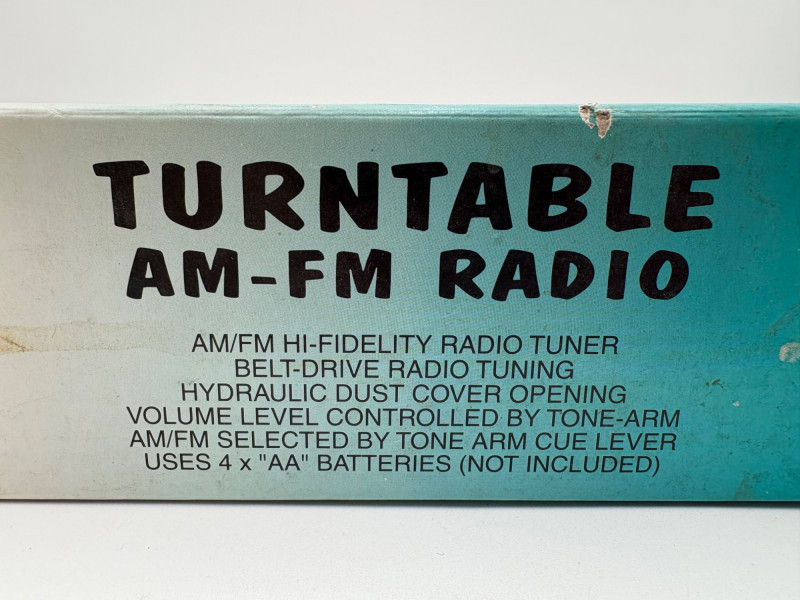 TURNTABLE
AM-FM RADIO
AM/FM HI-FIDELITY RADIO TUNER
BELT-DRIVE RADIO TUNING
HYDRAULIC DUST COVER OPENING
VOLUME LEVEL CONTROLLED BY TONE-ARM
AM/FM SELECTED BY TONE ARM CUE LEVER
USES 4 x "AA" BATTERIES (NOT INCLUDED)